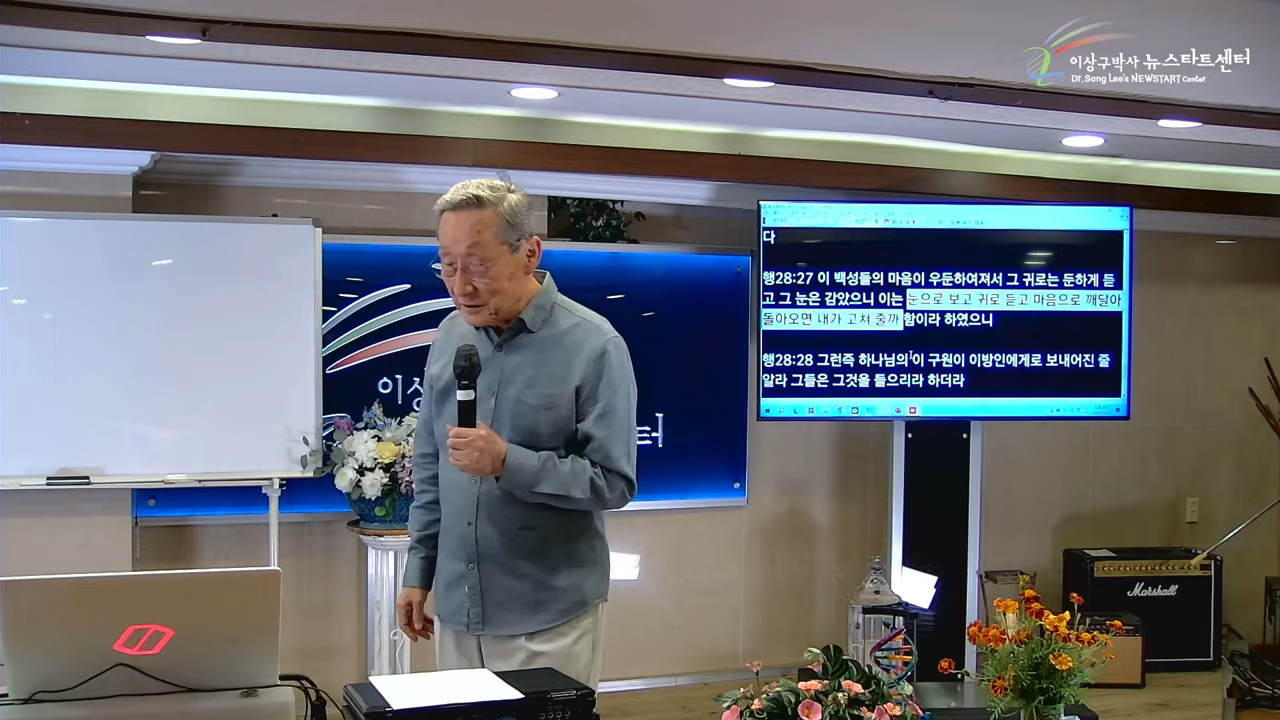 이상구박사 뉴스타트센터
Dr. Sang Lee's NEWSTART Center
다
행28:27 이 백성들의 마음이 우둔하여져서 그 귀로는 둔하게 듣
고 그 눈은 감았으니 이는 눈으로 보고 귀로 듣고 마음으로 깨달아
돌아오면 내가 고쳐 줄까 함이라 하였으니
행28:28 그런즉 하나님의 이 구원이 이방인에게로 보내어진 줄
알라 그들은 그것을 들으리라 하더라
이상
터
Marshall